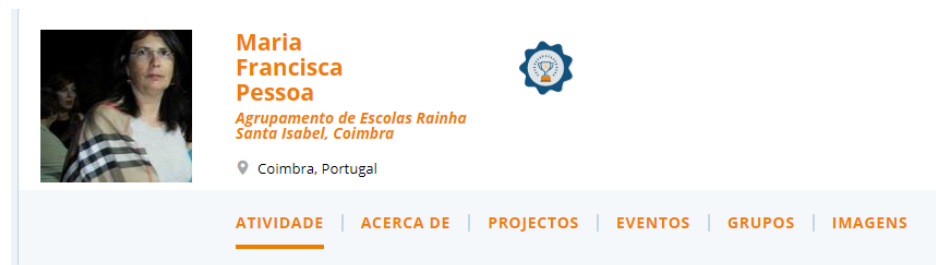 Maria
Francisca
Pessoa
Agrupamento de Escolas Rainha
Santa Isabel, Coimbra
Coimbra, Portugal
ATIVIDADE | ACERCA DE | PROJECTOS | EVENTOS | GRUPOS | IMAGENS